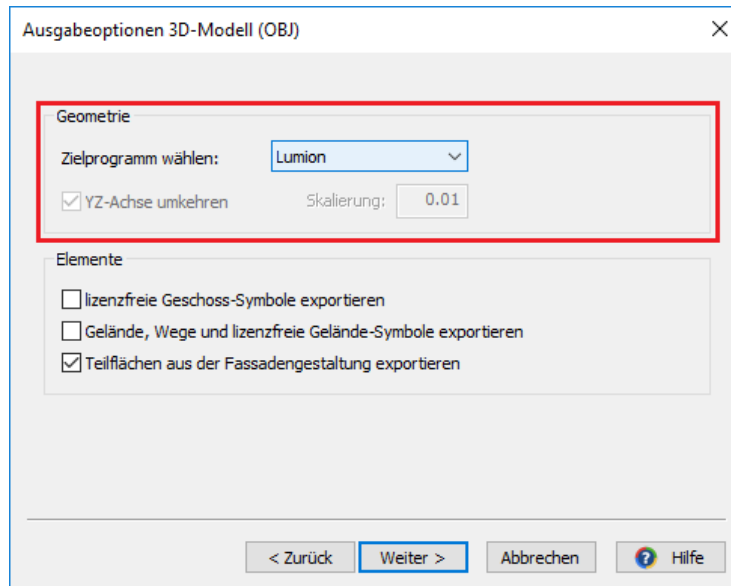 Ausgabeoptionen 3D-Modell (OBJ)
Geometrie
Zielprogramm wählen: Lumion
YZ-Achse umkehren Skalierung: 0.01
Elemente
lizenzfreie Geschoss-Symbole exportieren
Gelände, Wege und lizenzfreie Gelände-Symbole exportieren
Teilflächen aus der Fassadengestaltung exportieren
< Zurück Weiter > Abbrechen Hilfe